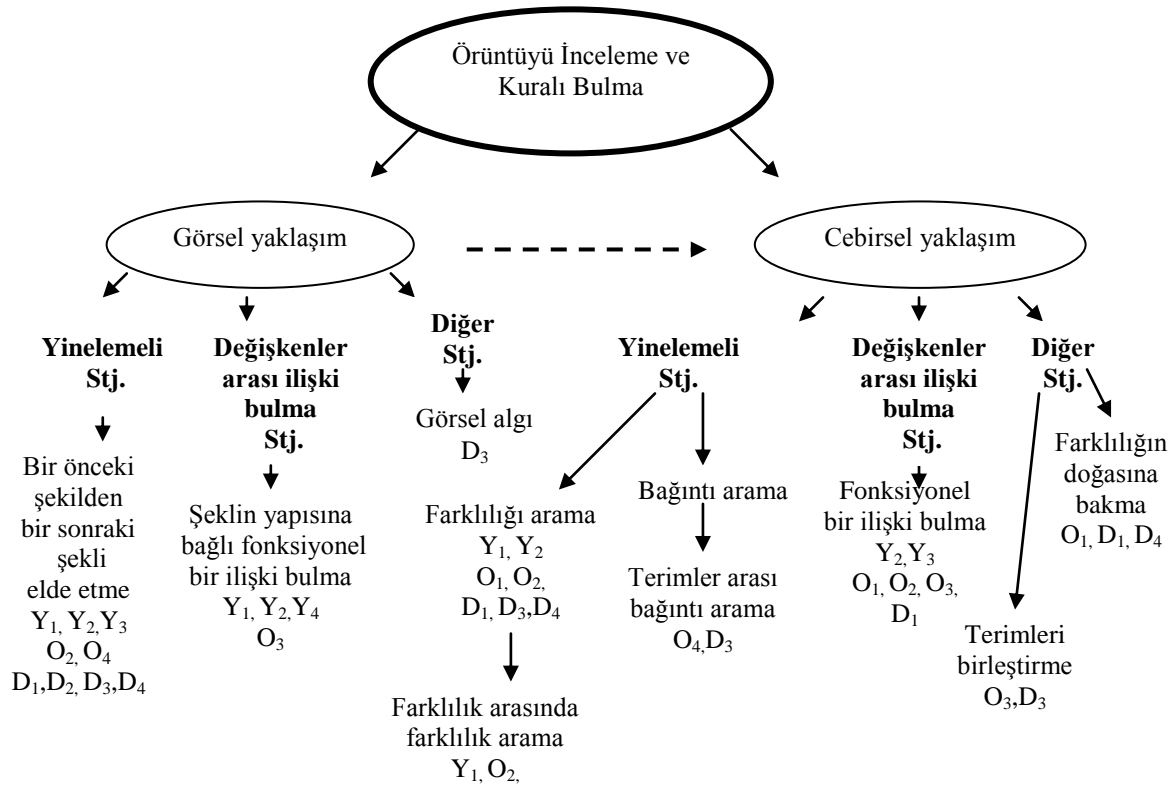 Örüntüyü İnceleme ve
Kuralı Bulma
Görsel yaklaşım
Cebirsel yaklaşım
Yinelemeli
Stj.
Bir önceki
şekilden
bir sonraki
şekli
elde etme
Y₁, Y₂,Y₃
O₂, O₄
D₁,D₂, D₃,D₄
Değişkenler
arası ilişki
bulma
Stj.
Şeklin yapısına
bağlı fonksiyonel
bir ilişki bulma
Y₁, Y₂,Y₄
O₃
Diğer
Stj.
Görsel algı
D₃
Yinelemeli
Stj.
Farklılığı arama
Y₁, Y₂
O₁, O₂,
D₁, D₃,D₄
Farklılık arasında
farklılık arama
Y₁, O₂,
Bağıntı arama
Terimler arası
bağıntı arama
O₄,D₃
Değişkenler
arası ilişki
bulma
Stj.
Fonksiyonel
bir ilişki bulma
Y₂,Y₃
O₁, O₂, O₃,
D₁
Diğer
Stj.
Terimleri
birleştirme
O₃,D₃
Farklılığın
doğasına
bakma
O₁, D₁, D₄